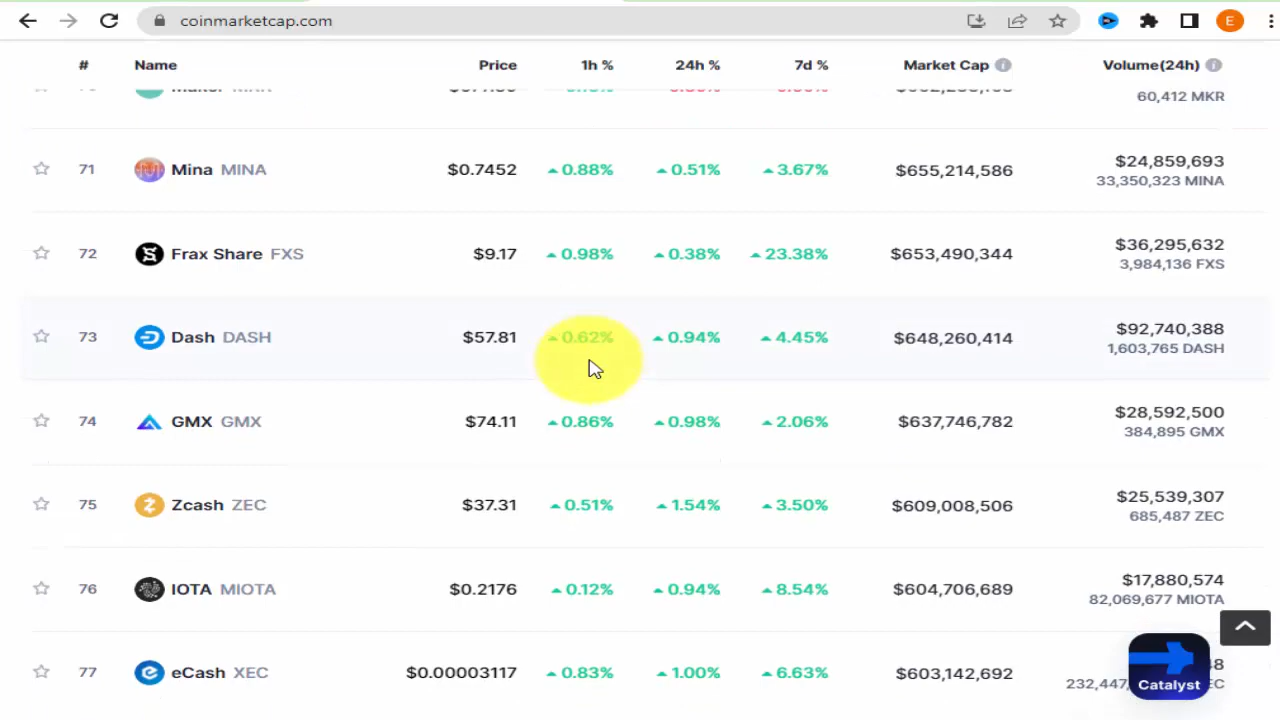 coinmarketcap.com
E
# Name Price 1h % 24h % 7d % Market Cap Volume(24h)
60,412 MKR
71 Mina MINA $0.7452 0.88% 0.51% 3.67% $655,214,586 $24,859,693
33,350,323 MINA
72 Frax Share FXS $9.17 0.98% 0.38% 23.38% $653,490,344 $36,295,632
3,984,136 FXS
73 Dash DASH $57.81 0.62% 0.94% 4.45% $648,260,414 $92,740,388
1,603,765 DASH
74 GMX GMX $74.11 0.86% 0.98% 2.06% $637,746,782 $28,592,500
384,895 GMX
75 Zcash ZEC $37.31 0.51% 1.54% 3.50% $609,008,506 $25,539,307
685,487 ZEC
76 IOTA MIOTA $0.2176 0.12% 0.94% 8.54% $604,706,689 $17,880,574
82,069,677 MIOTA
77 eCash XEC $0.00003117 0.83% 1.00% 6.63% $603,142,692
Catalyst